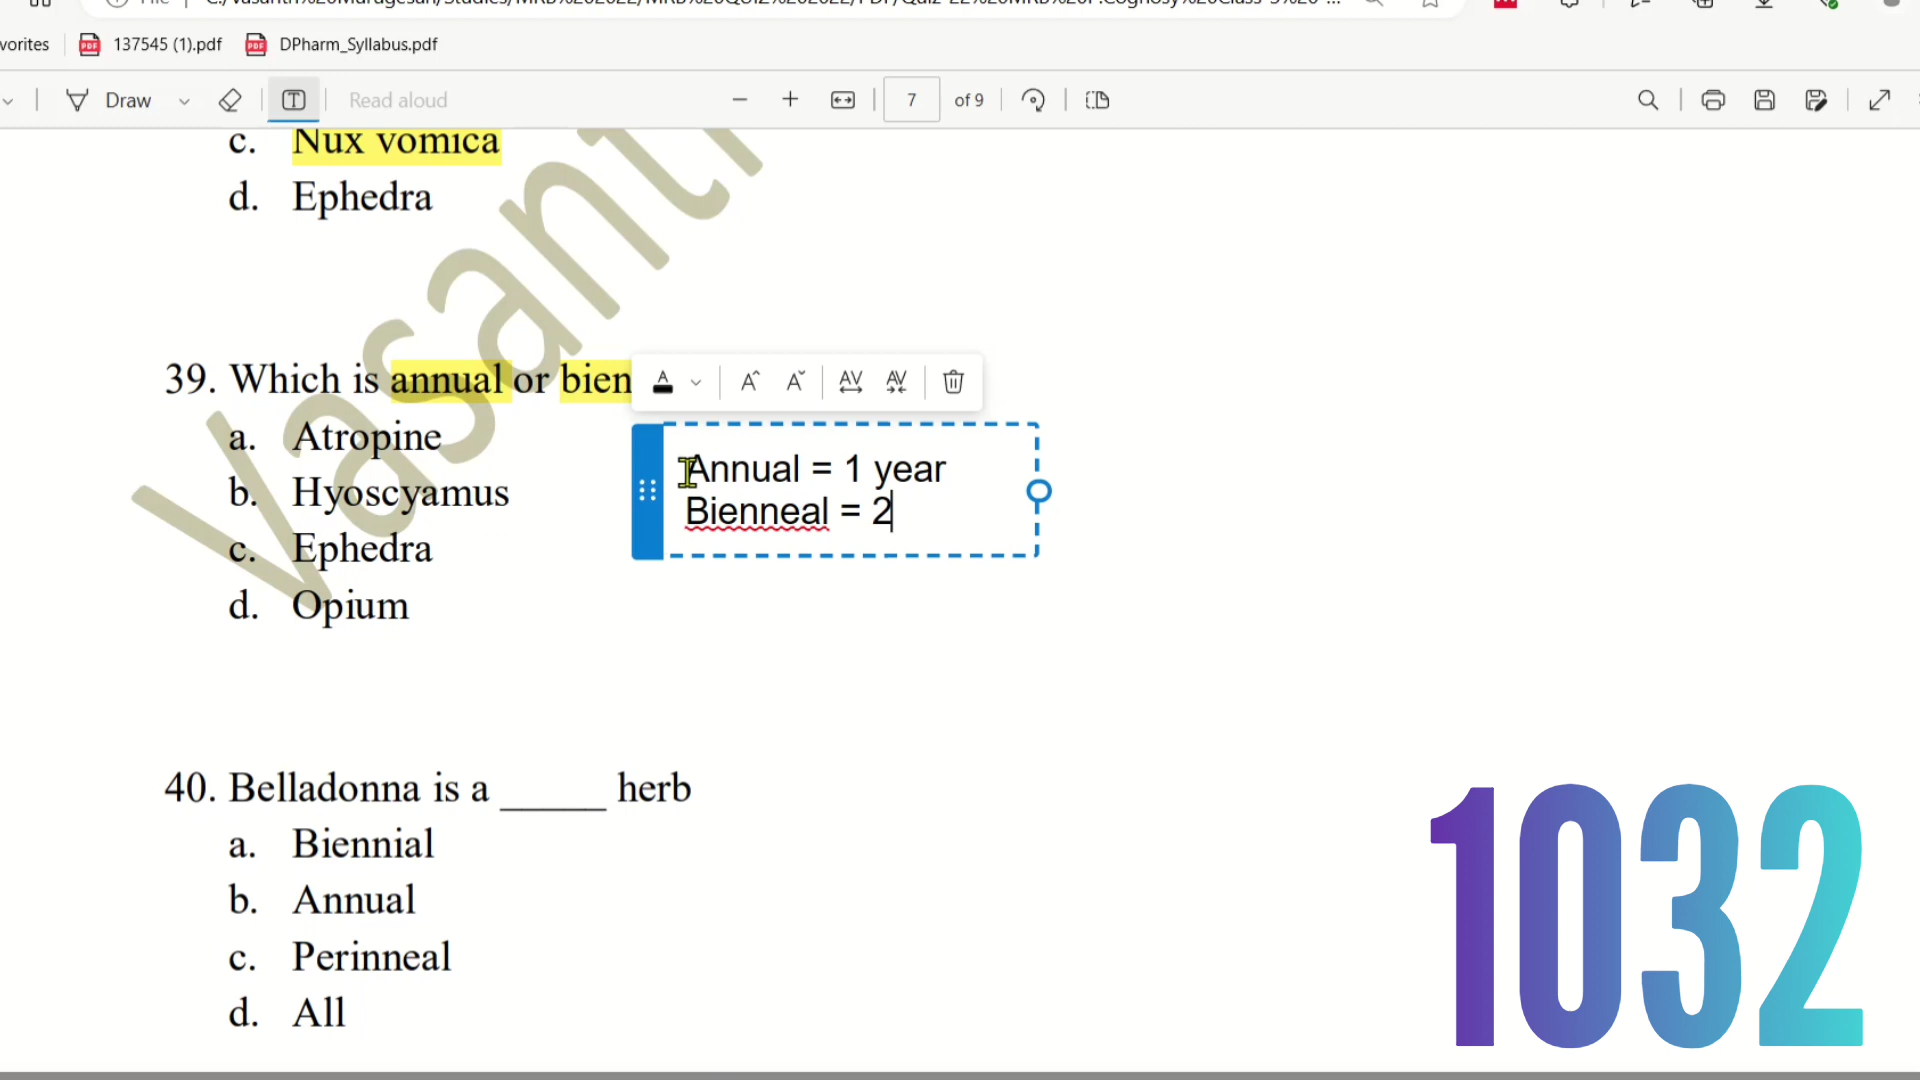 vorites
137545 (1).pdf
DPharm_Syllabus.pdf
Draw
Read aloud
7
of 9
c. Nux vomica
d. Ephedra
39. Which is annual or bien
a. Atropine
b. Hyoscyamus
c. Ephedra
d. Opium
Annual = 1 year
Bienneal = 2
40. Belladonna is a _____ herb
a. Biennial
b. Annual
c. Perinneal
d. All
Vasant
1032